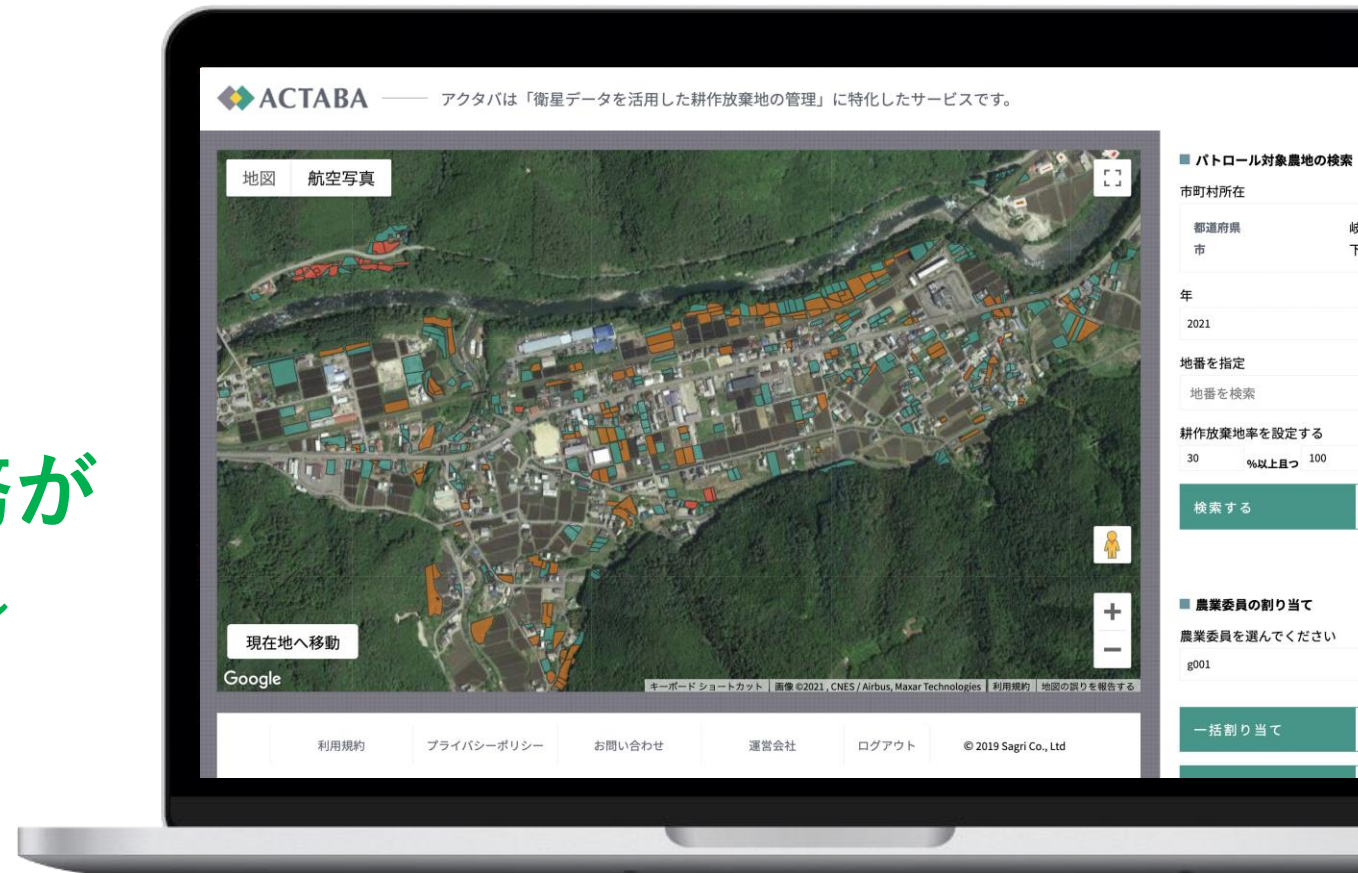 ACTABA
アクタバは「衛星データを活用した耕作放棄地の管理」に特化したサービスです。
地図 航空写真
現在地へ移動
Google
キーボード ショートカット 画像 ©2021 , CNES / Airbus, Maxar Technologies 利用規約 地図の誤りを報告する
利用規約 プライバシーポリシー お問い合わせ 運営会社 ログアウト © 2019 Sagri Co., Ltd
パトロール対象農地の検索
市町村所在
都道府県 岐
市 下
年
2021
地番を指定
地番を検索
耕作放棄地率を設定する
30 %以上且つ 100
検索する
農業委員の割り当て
農業委員を選んでください
g001
一括割り当て
が